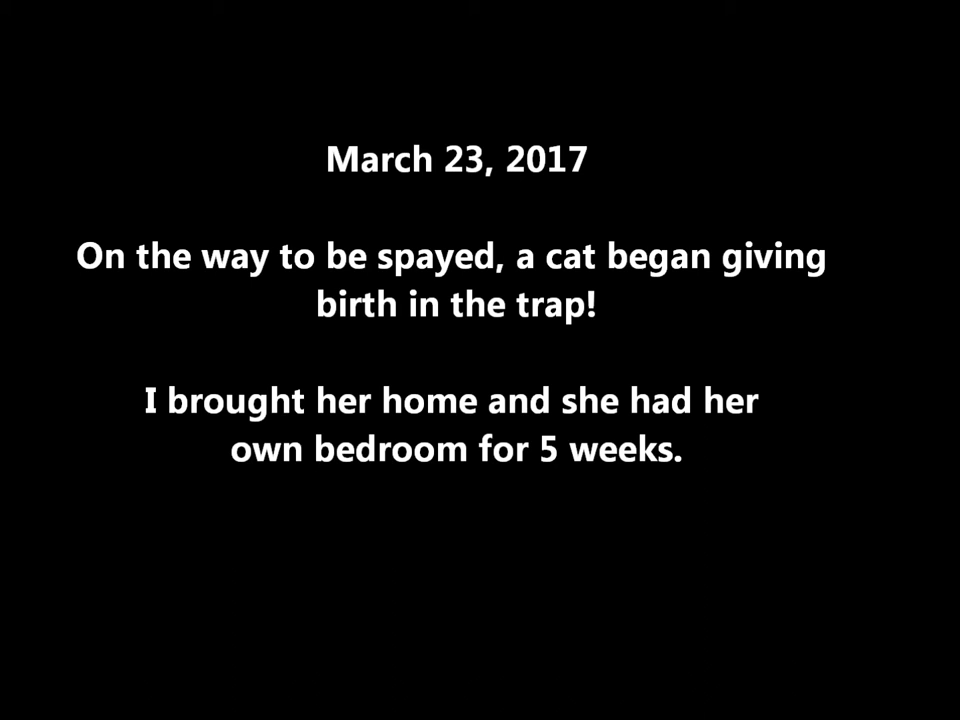 March 23, 2017
On the way to be spayed, a cat began giving
birth in the trap!
I brought her home and she had her
own bedroom for 5 weeks.